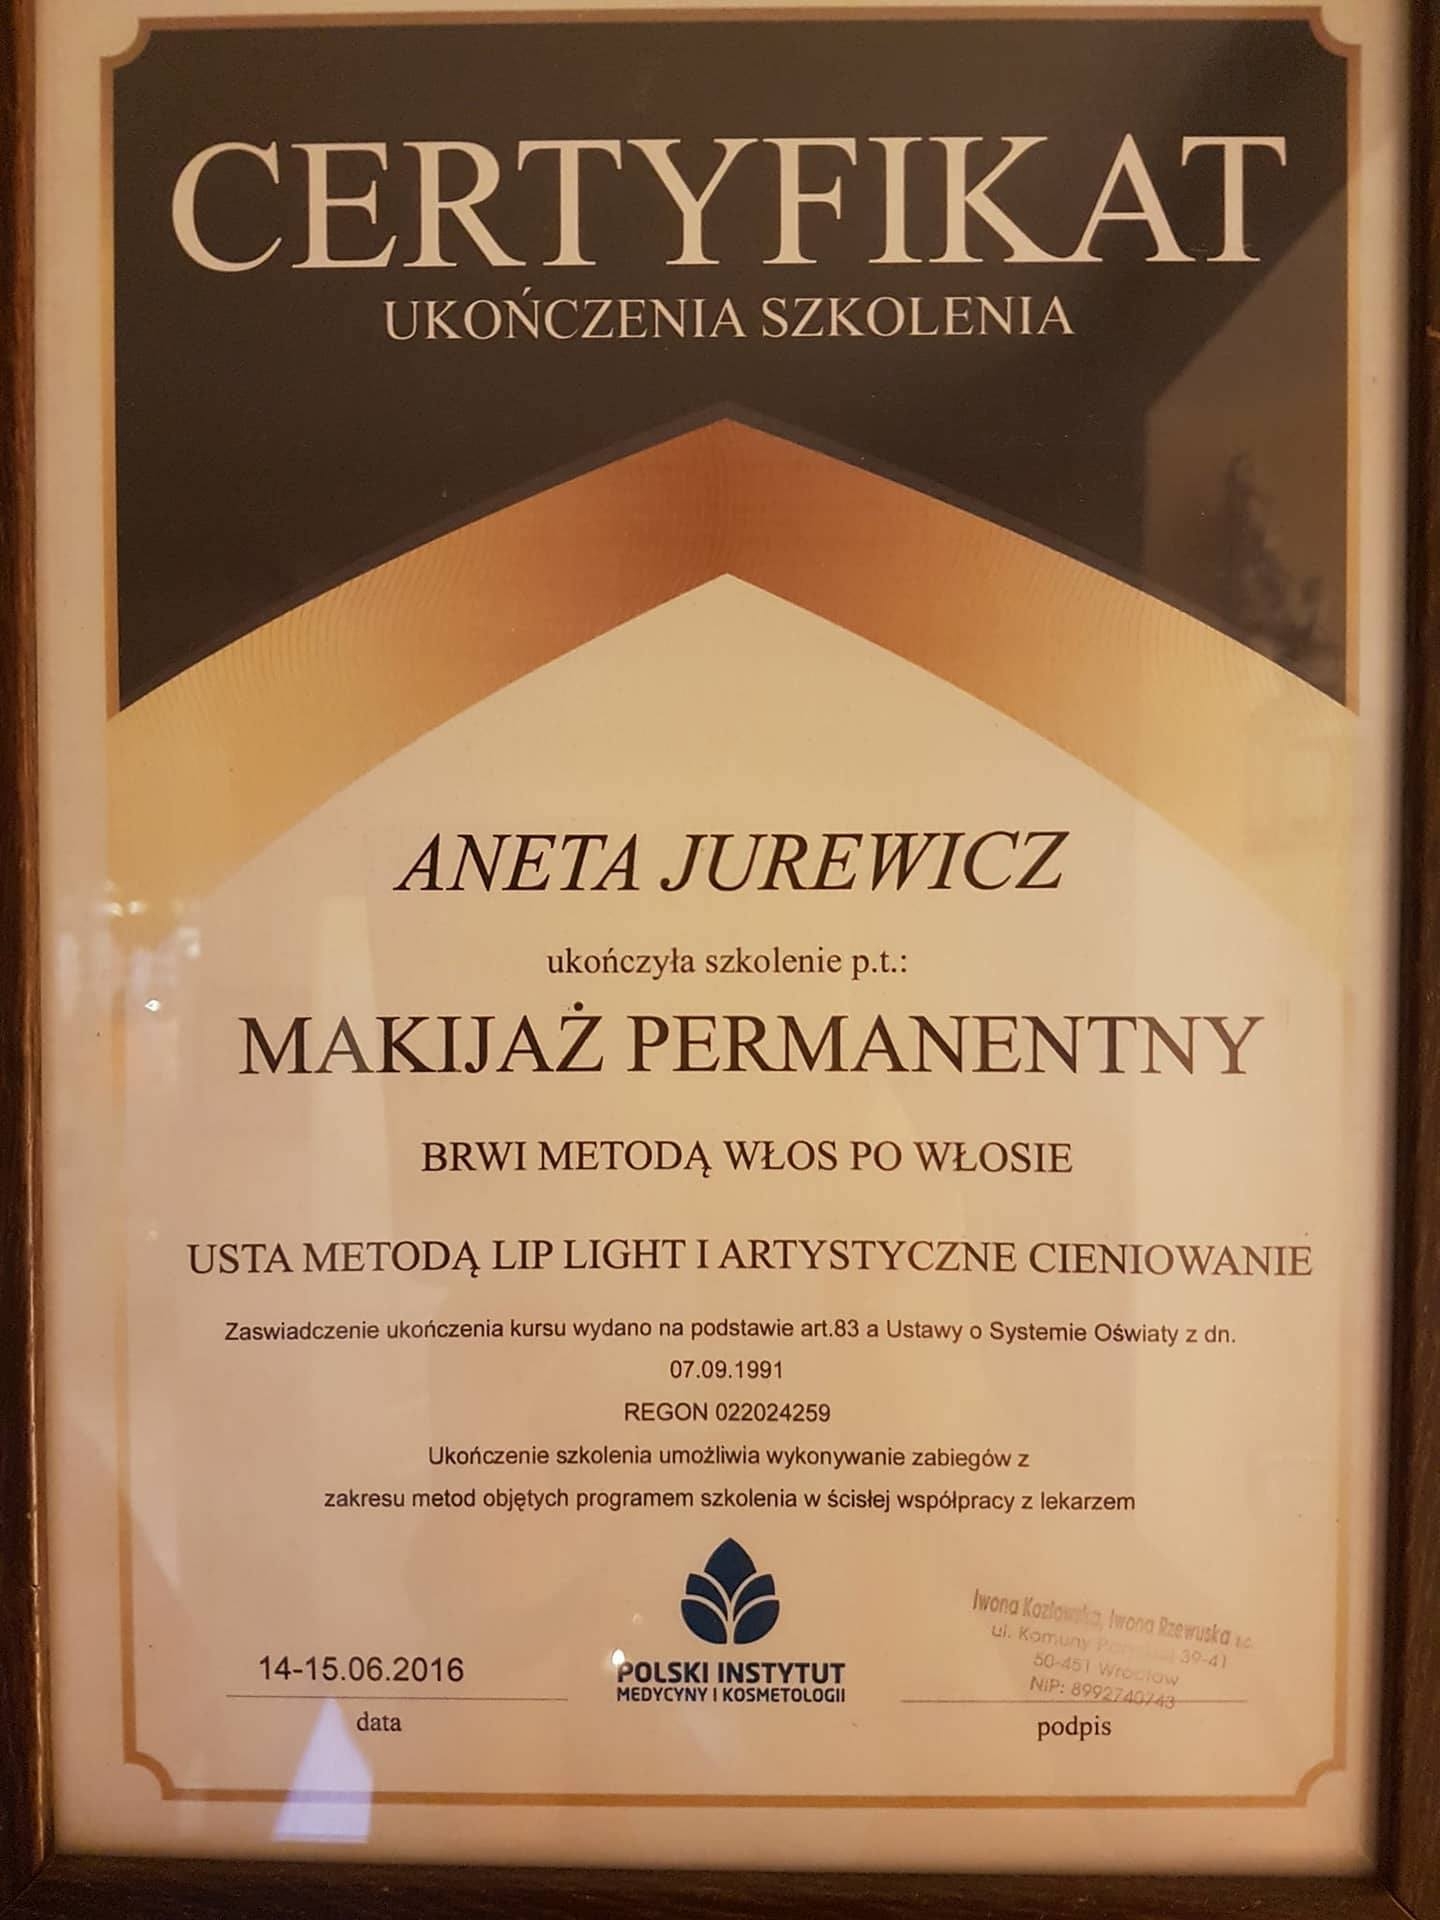 CERTYFIKAT
UKOŃCZENIA SZKOLENIA
ANETA JUREWICZ
ukończyła szkolenie p.t.:
MAKIJAŻ PERMANENTNY
BRWI METODĄ WŁOS PO WŁOSIE
USTA METODĄ LIP LIGHT I ARTYSTYCZNE CIENIOWANIE
Zaswiadczenie ukończenia kursu wydano na podstawie art.83 a Ustawy o Systemie Oświaty z dn.
07.09.1991
REGON 022024259
Ukończenie szkolenia umożliwia wykonywanie zabiegów z
zakresu metod objętych programem szkolenia w ścisłej współpracy z lekarzem
14-15.06.2016
data
POLSKI INSTYTUT
MEDYCYNY I KOSMETOLOGII
Iwona Kozłowska, Iwona Rzewuska s.c.
ul. Komuny 39-41
50-451 Wrocław
NIP: 8992740743
podpis